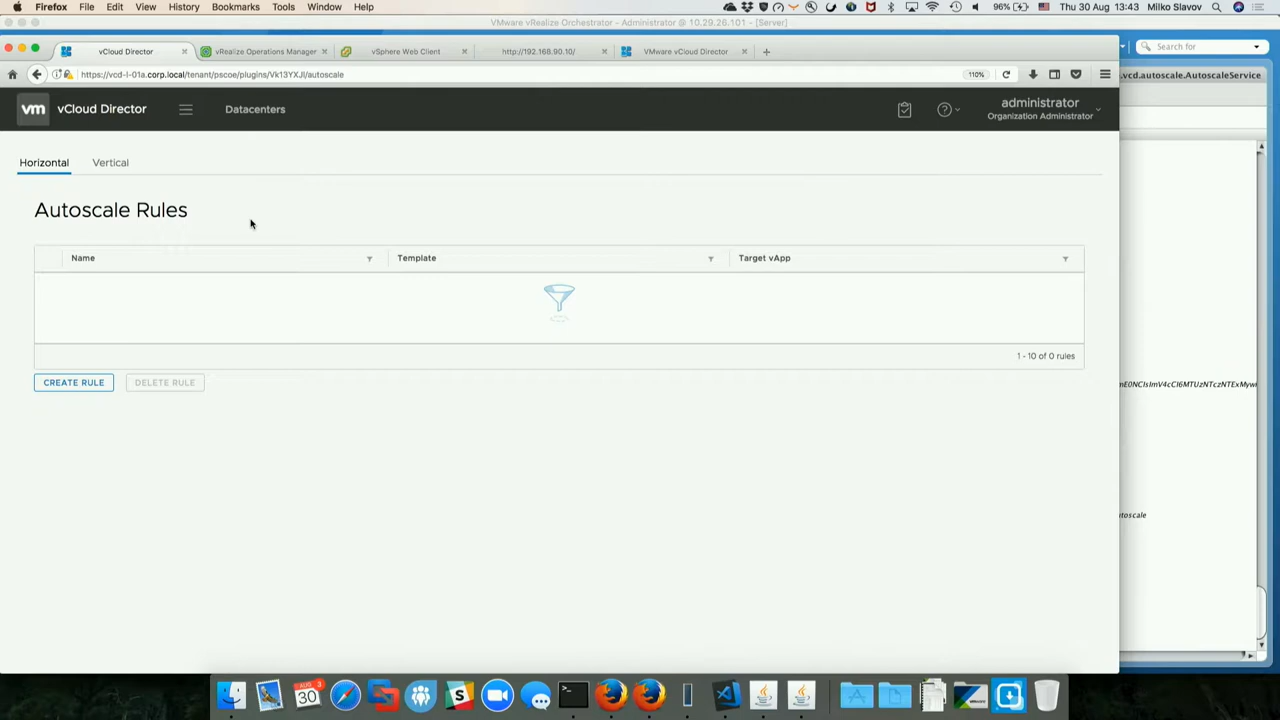 Firefox File Edit View History Bookmarks Tools Window Help
96% Thu 30 Aug 13:43 Milko Slavov
VMware vRealize Orchestrator - Administrator @ 10.29.26.101 - [Server]
vCloud Director
vRealize Operations Manager
vSphere Web Client
http://192.168.90.10/
VMware vCloud Director
Search for
https://vcd-l-01a.corp.local/tenant/pscoe/plugins/Vk13YXJl/autoscale
110%
.vcd.autoscale.AutoscaleService
vm vCloud Director
Datacenters
administrator
Organization Administrator
Horizontal Vertical
Autoscale Rules
Name Template Target vApp
1 - 10 of 0 rules
CREATE RULE DELETE RULE
utoscale
AUG
30